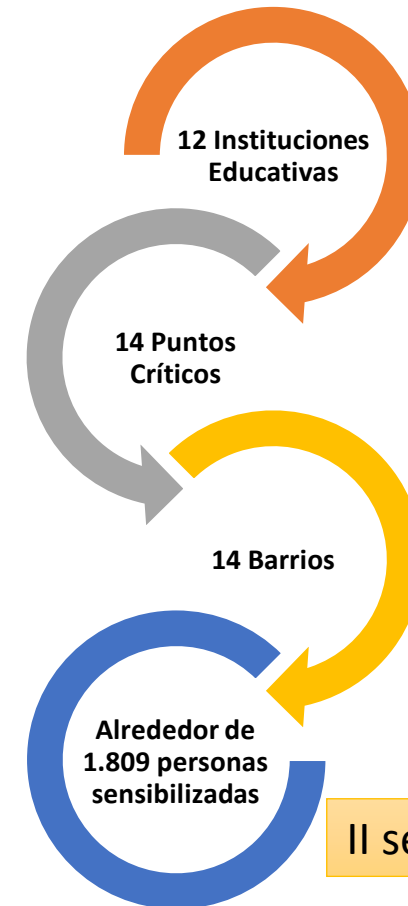 12 Instituciones
Educativas
14 Puntos
Críticos
14 Barrios
Alrededor de
1.809 personas
sensibilizadas
II se